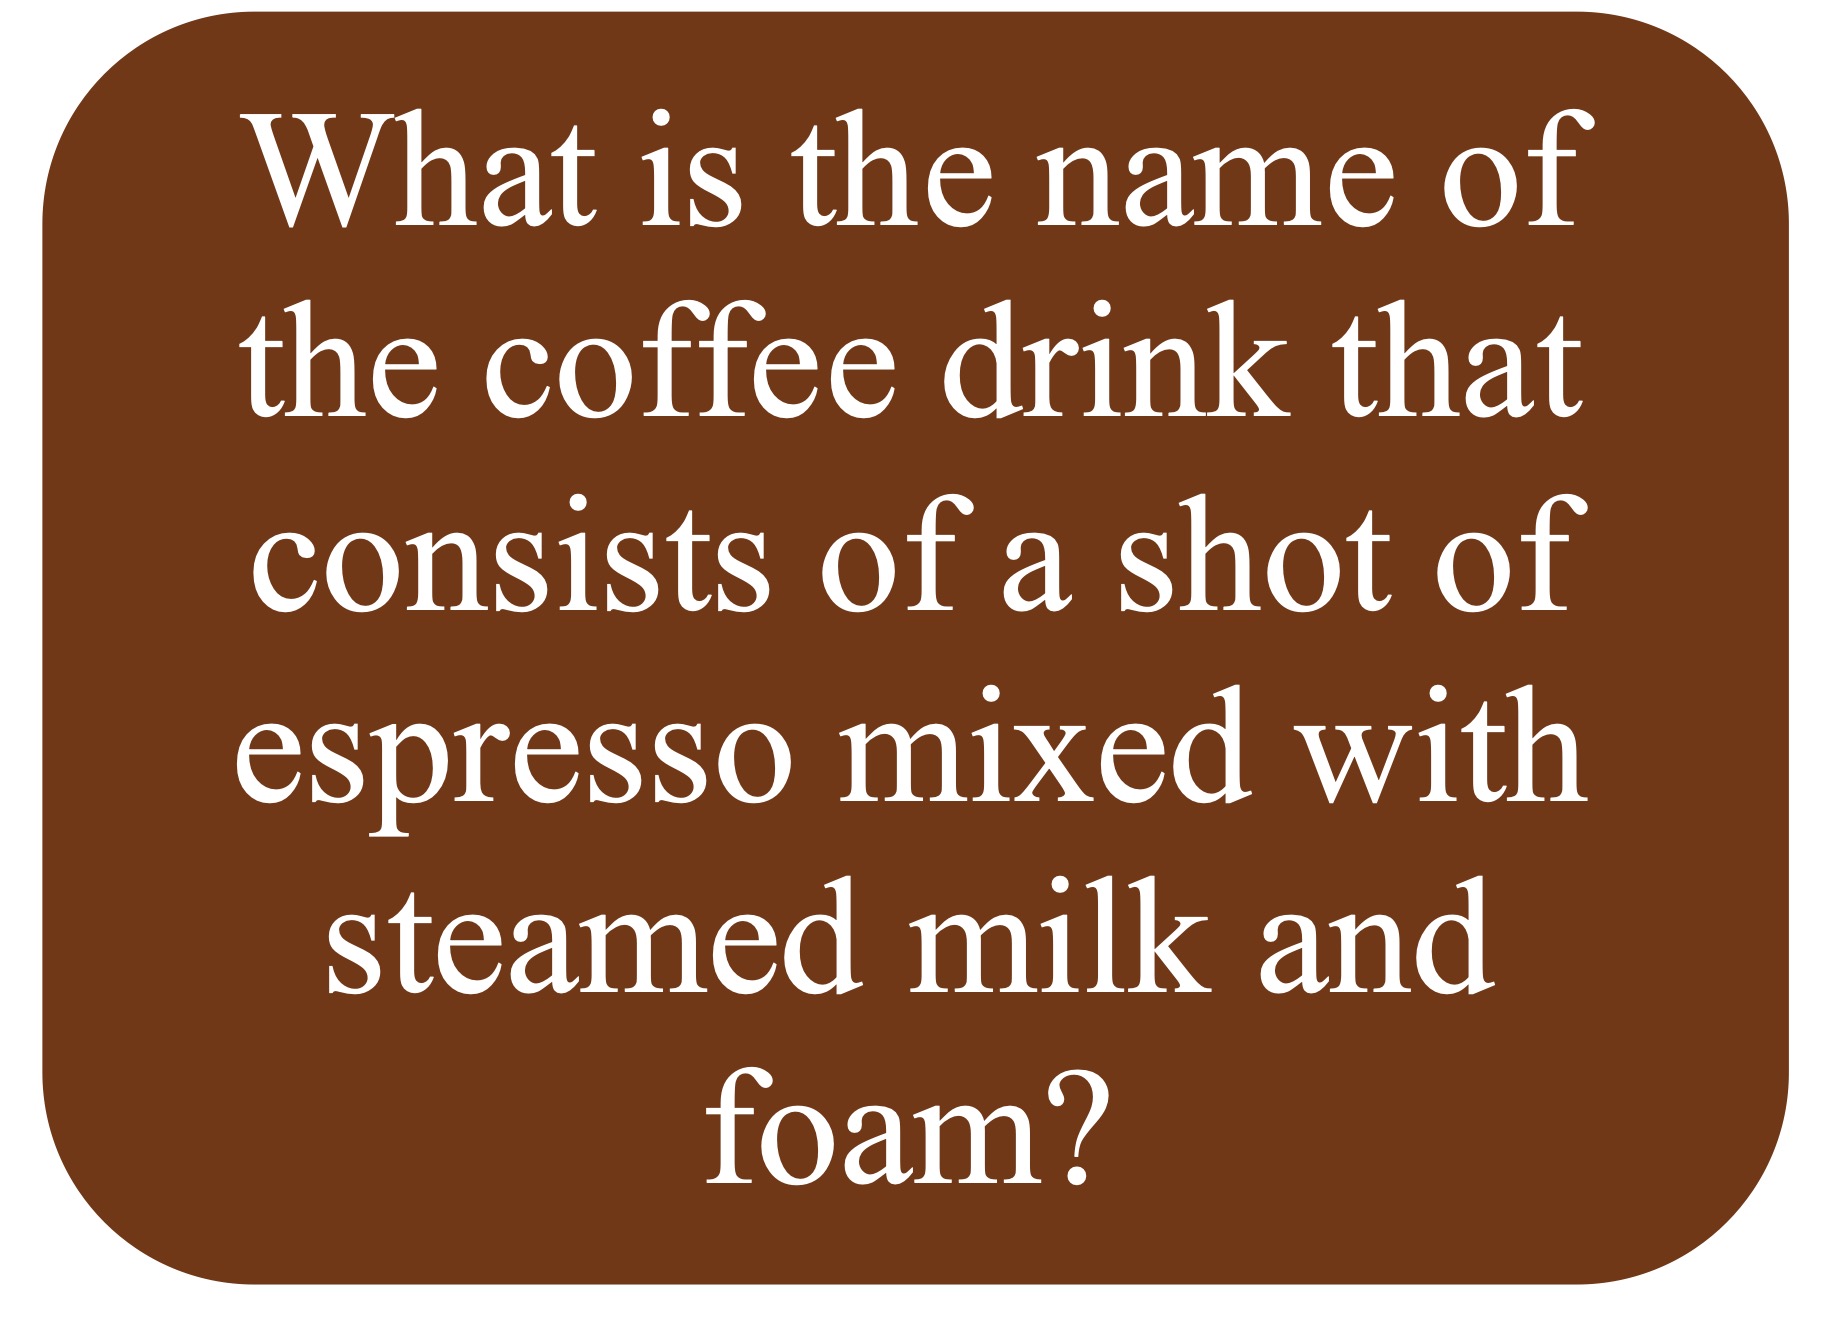 What is the name of
the coffee drink that
consists of a shot of
espresso mixed with
steamed milk and
foam?